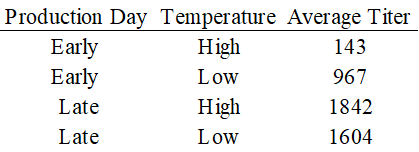 Production Day Temperature Average Titer
Early High 143
Early Low 967
Late High 1842
Late Low 1604